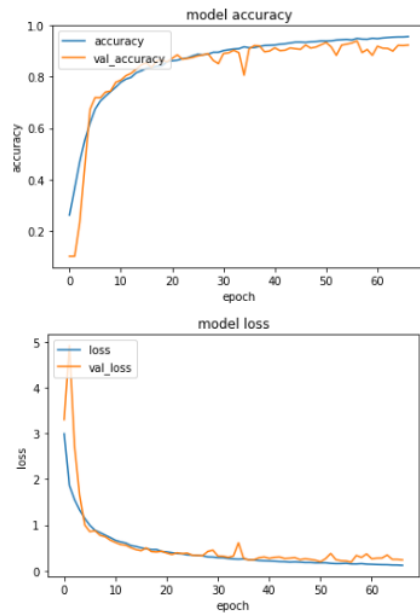 model accuracy
1.0
0.8
0.6
0.4
0.2
accuracy
accuracy
val_accuracy
0 10 20 30 40 50 60
epoch
model loss
5
4
3
2
1
0
loss
loss
val_loss
0 10 20 30 40 50 60
epoch